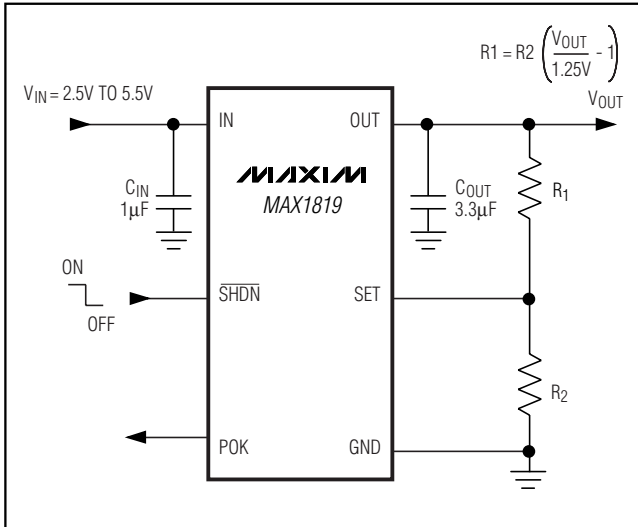 R1 = R2 (VOUT / 1.25V - 1)
VIN = 2.5V TO 5.5V
VOUT
IN
OUT
MAXIM
MAX1819
CIN
1µF
COUT
3.3µF
R1
ON
OFF
SHDN
SET
R2
POK
GND